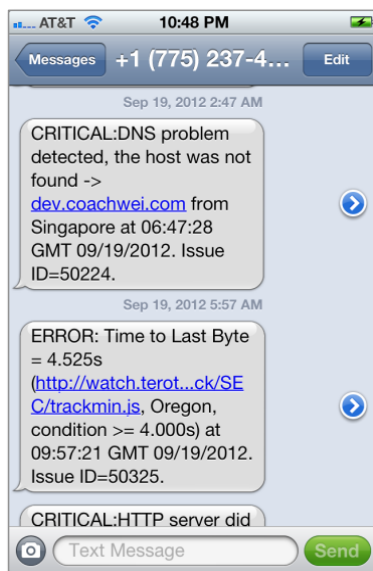 AT&T 10:48 PM
Messages +1 (775) 237-4... Edit
Sep 19, 2012 2:47 AM
CRITICAL:DNS problem
detected, the host was not
found ->
dev.coachwei.com from
Singapore at 06:47:28
GMT 09/19/2012. Issue
ID=50224.
Sep 19, 2012 5:57 AM
ERROR: Time to Last Byte
= 4.525s
(http://watch.terot...ck/SE
C/trackmin.js, Oregon,
condition >= 4.000s) at
09:57:21 GMT 09/19/2012.
Issue ID=50325.
CRITICAL:HTTP server did
Text Message Send